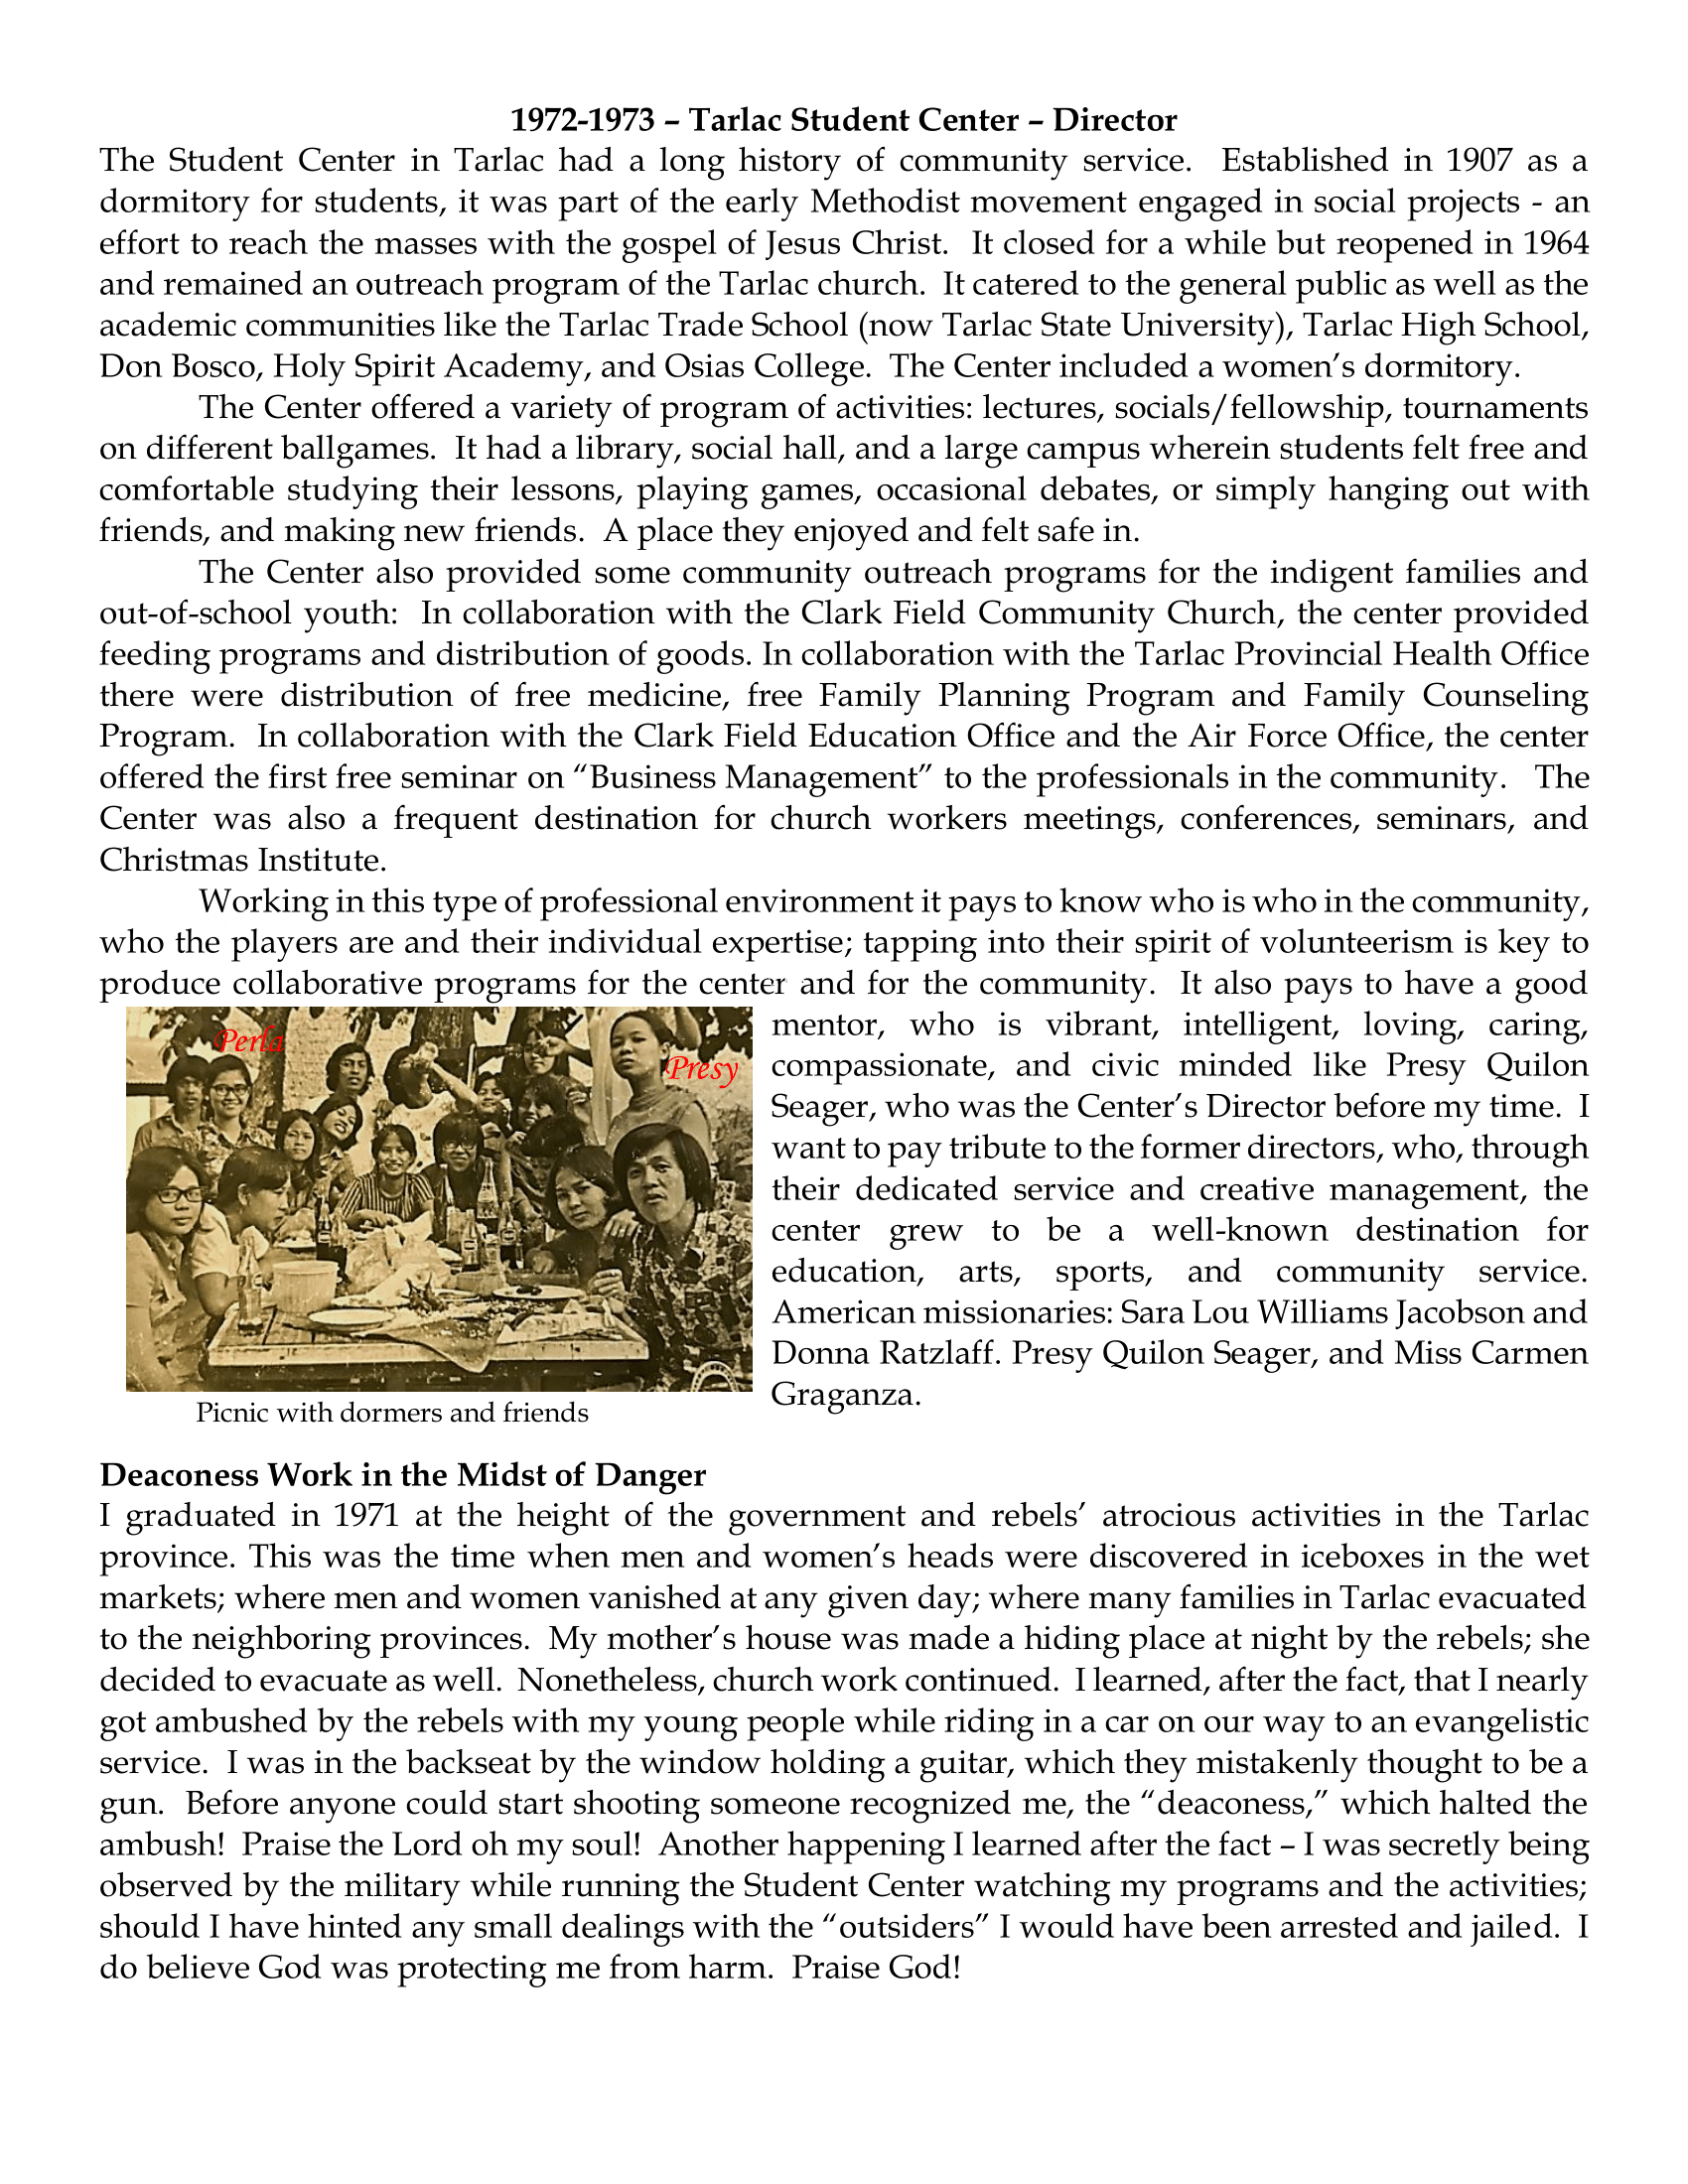 1972-1973 – Tarlac Student Center – Director
The Student Center in Tarlac had a long history of community service.  Established in 1907 as a
dormitory for students, it was part of the early Methodist movement engaged in social projects - an
effort to reach the masses with the gospel of Jesus Christ.  It closed for a while but reopened in 1964
and remained an outreach program of the Tarlac church.  It catered to the general public as well as the
academic communities like the Tarlac Trade School (now Tarlac State University), Tarlac High School,
Don Bosco, Holy Spirit Academy, and Osias College.  The Center included a women’s dormitory.
The Center offered a variety of program of activities: lectures, socials/fellowship, tournaments
on different ballgames.  It had a library, social hall, and a large campus wherein students felt free and
comfortable studying their lessons, playing games, occasional debates, or simply hanging out with
friends, and making new friends.  A place they enjoyed and felt safe in.
The Center also provided some community outreach programs for the indigent families and
out-of-school youth:  In collaboration with the Clark Field Community Church, the center provided
feeding programs and distribution of goods. In collaboration with the Tarlac Provincial Health Office
there were distribution of free medicine, free Family Planning Program and Family Counseling
Program.  In collaboration with the Clark Field Education Office and the Air Force Office, the center
offered the first free seminar on “Business Management” to the professionals in the community.   The
Center was also a frequent destination for church workers meetings, conferences, seminars, and
Christmas Institute.
Working in this type of professional environment it pays to know who is who in the community,
who the players are and their individual expertise; tapping into their spirit of volunteerism is key to
produce collaborative programs for the center and for the community.  It also pays to have a good
mentor, who is vibrant, intelligent, loving, caring,
compassionate, and civic minded like Presy Quilon
Seager, who was the Center’s Director before my time.  I
want to pay tribute to the former directors, who, through
their dedicated service and creative management, the
center grew to be a well-known destination for
education, arts, sports, and community service.
American missionaries: Sara Lou Williams Jacobson and
Donna Ratzlaff. Presy Quilon Seager, and Miss Carmen
Graganza.
Perla
Presy
Picnic with dormers and friends
Deaconess Work in the Midst of Danger
I graduated in 1971 at the height of the government and rebels’ atrocious activities in the Tarlac
province. This was the time when men and women’s heads were discovered in iceboxes in the wet
markets; where men and women vanished at any given day; where many families in Tarlac evacuated
to the neighboring provinces.  My mother’s house was made a hiding place at night by the rebels; she
decided to evacuate as well.  Nonetheless, church work continued.  I learned, after the fact, that I nearly
got ambushed by the rebels with my young people while riding in a car on our way to an evangelistic
service.  I was in the backseat by the window holding a guitar, which they mistakenly thought to be a
gun.  Before anyone could start shooting someone recognized me, the “deaconess,” which halted the
ambush!  Praise the Lord oh my soul!  Another happening I learned after the fact – I was secretly being
observed by the military while running the Student Center watching my programs and the activities;
should I have hinted any small dealings with the “outsiders” I would have been arrested and jailed.  I
do believe God was protecting me from harm.  Praise God!